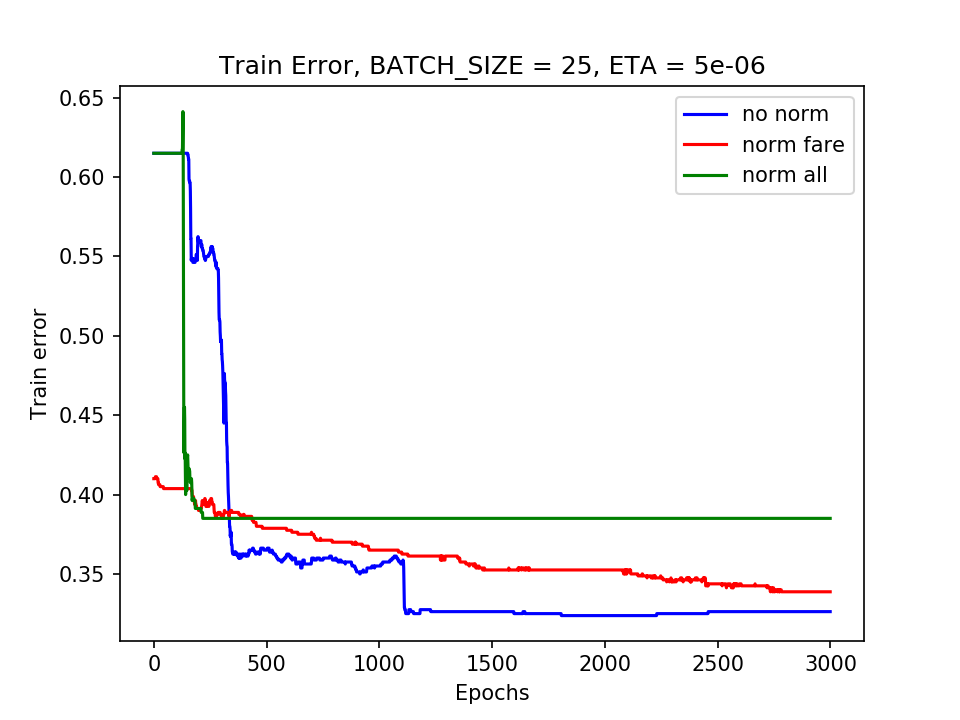 Train Error, BATCH_SIZE = 25, ETA = 5e-06
no norm
norm fare
norm all
Train error
0.65
0.60
0.55
0.50
0.45
0.40
0.35
0 500 1000 1500 2000 2500 3000
Epochs